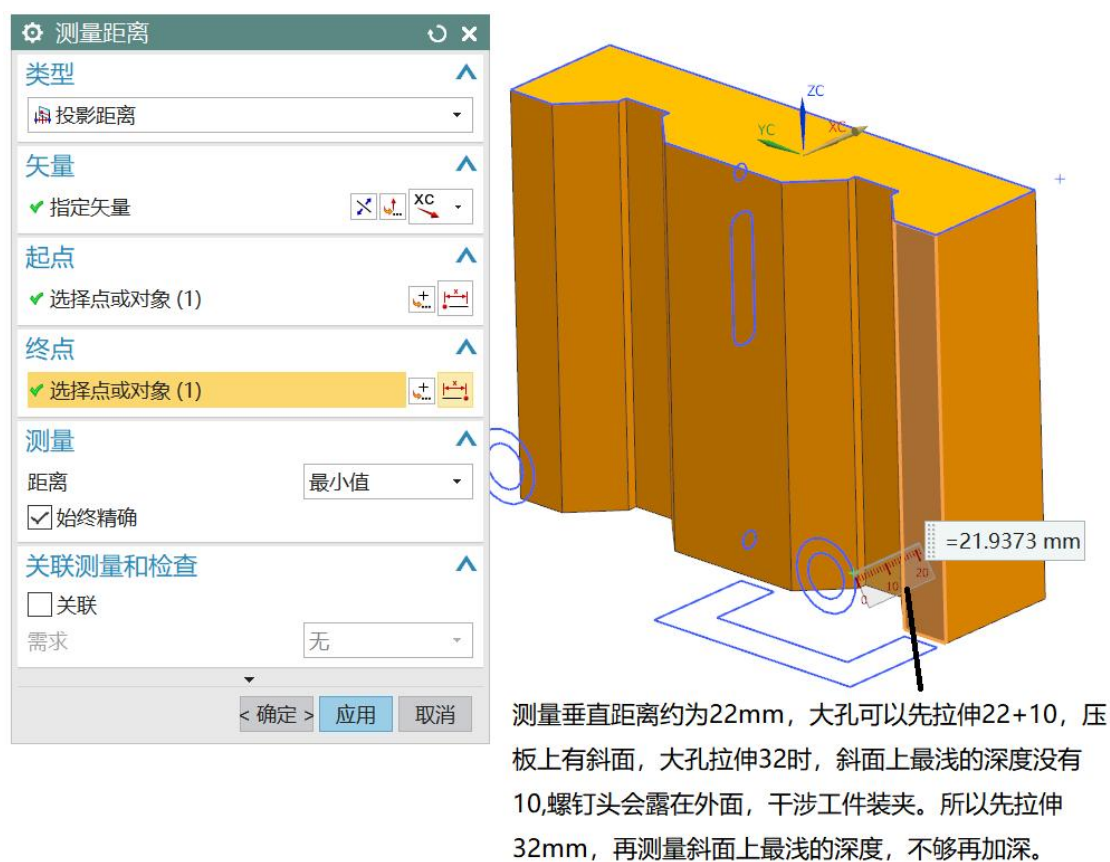 测量距离
类型
投影距离
矢量
指定矢量
XC
起点
选择点或对象 (1)
终点
选择点或对象 (1)
测量
距离
最小值
始终精确
关联测量和检查
关联
需求
无
< 确定 >
应用
取消
ZC
YC
XC
=21.9373 mm
0
10
20
测量垂直距离约为22mm，大孔可以先拉伸22+10，压
板上有斜面，大孔拉伸32时，斜面上最浅的深度没有
10,螺钉头会露在外面，干涉工件装夹。所以先拉伸
32mm，再测量斜面上最浅的深度，不够再加深。